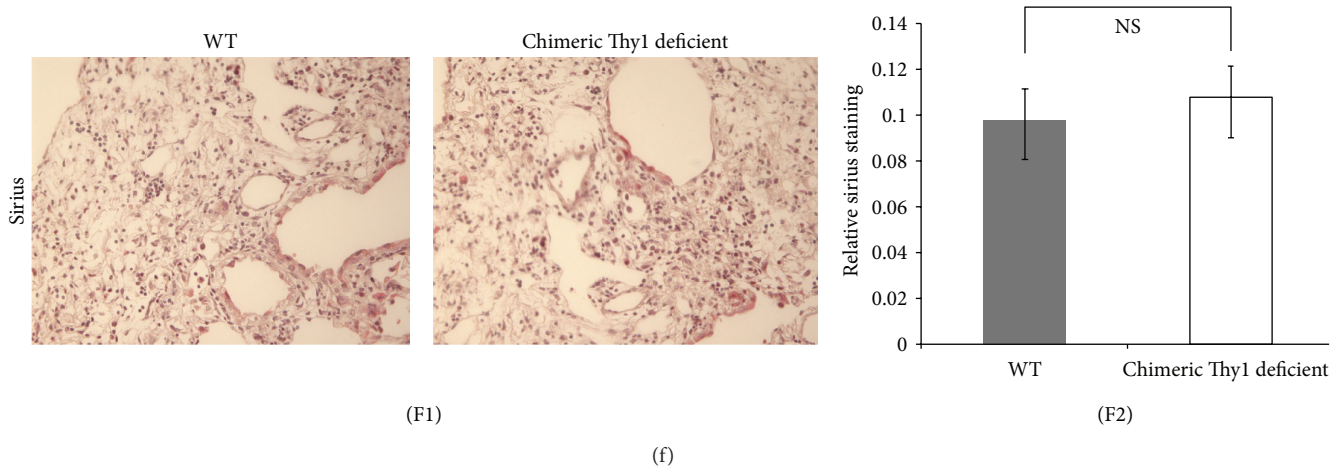 WT
Chimeric Thy1 deficient
Sirius
(F1)
NS
Relative sirius staining
0.14
0.12
0.1
0.08
0.06
0.04
0.02
0
WT
Chimeric Thy1 deficient
(F2)
(f)